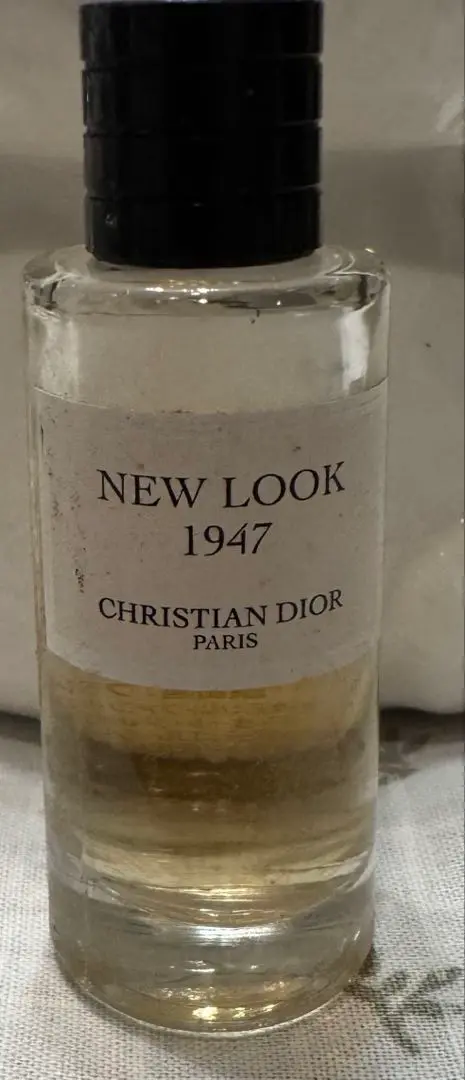 NEW LOOK
1947
CHRISTIAN DIOR
PARIS